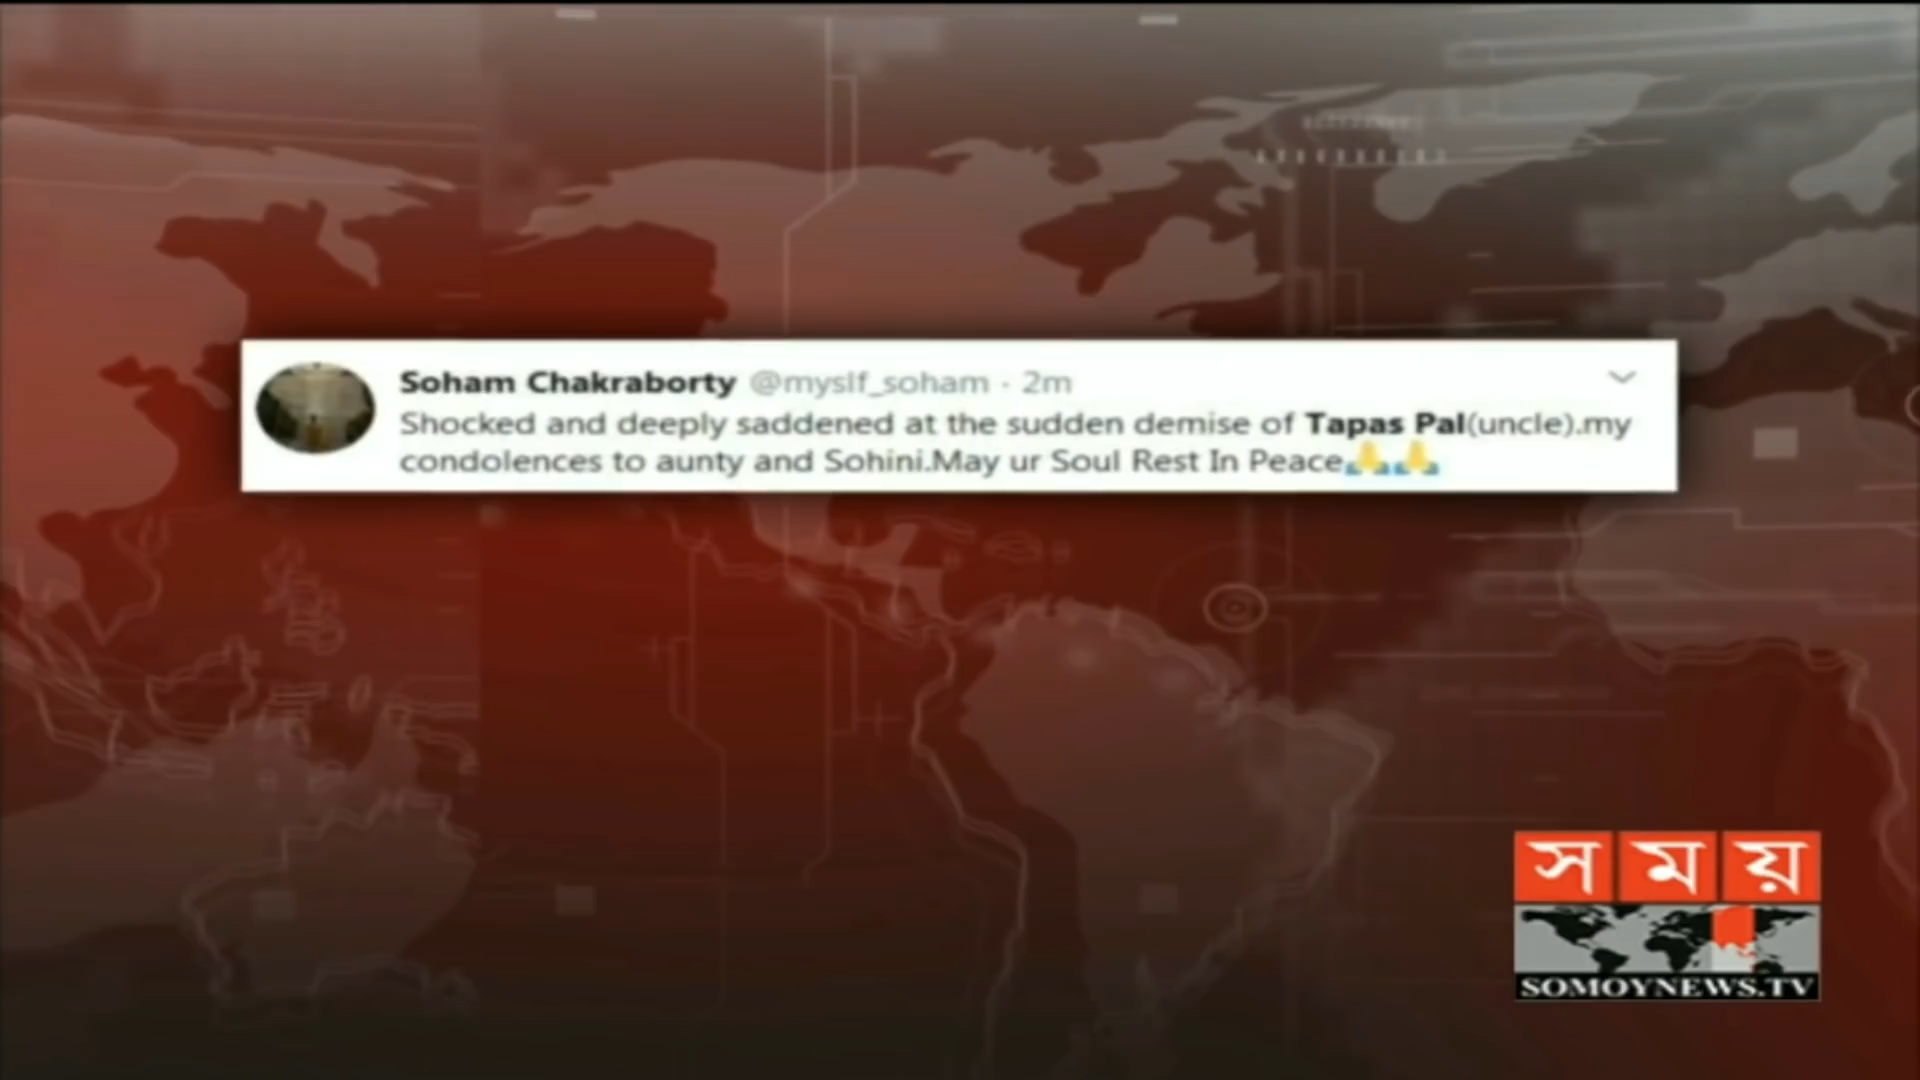 Soham Chakraborty @myslf_soham · 2m
Shocked and deeply saddened at the sudden demise of Tapas Pal(uncle).my
condolences to aunty and Sohini.May ur Soul Rest In Peace🙏🙏
সময়
SOMOYNEWS.TV